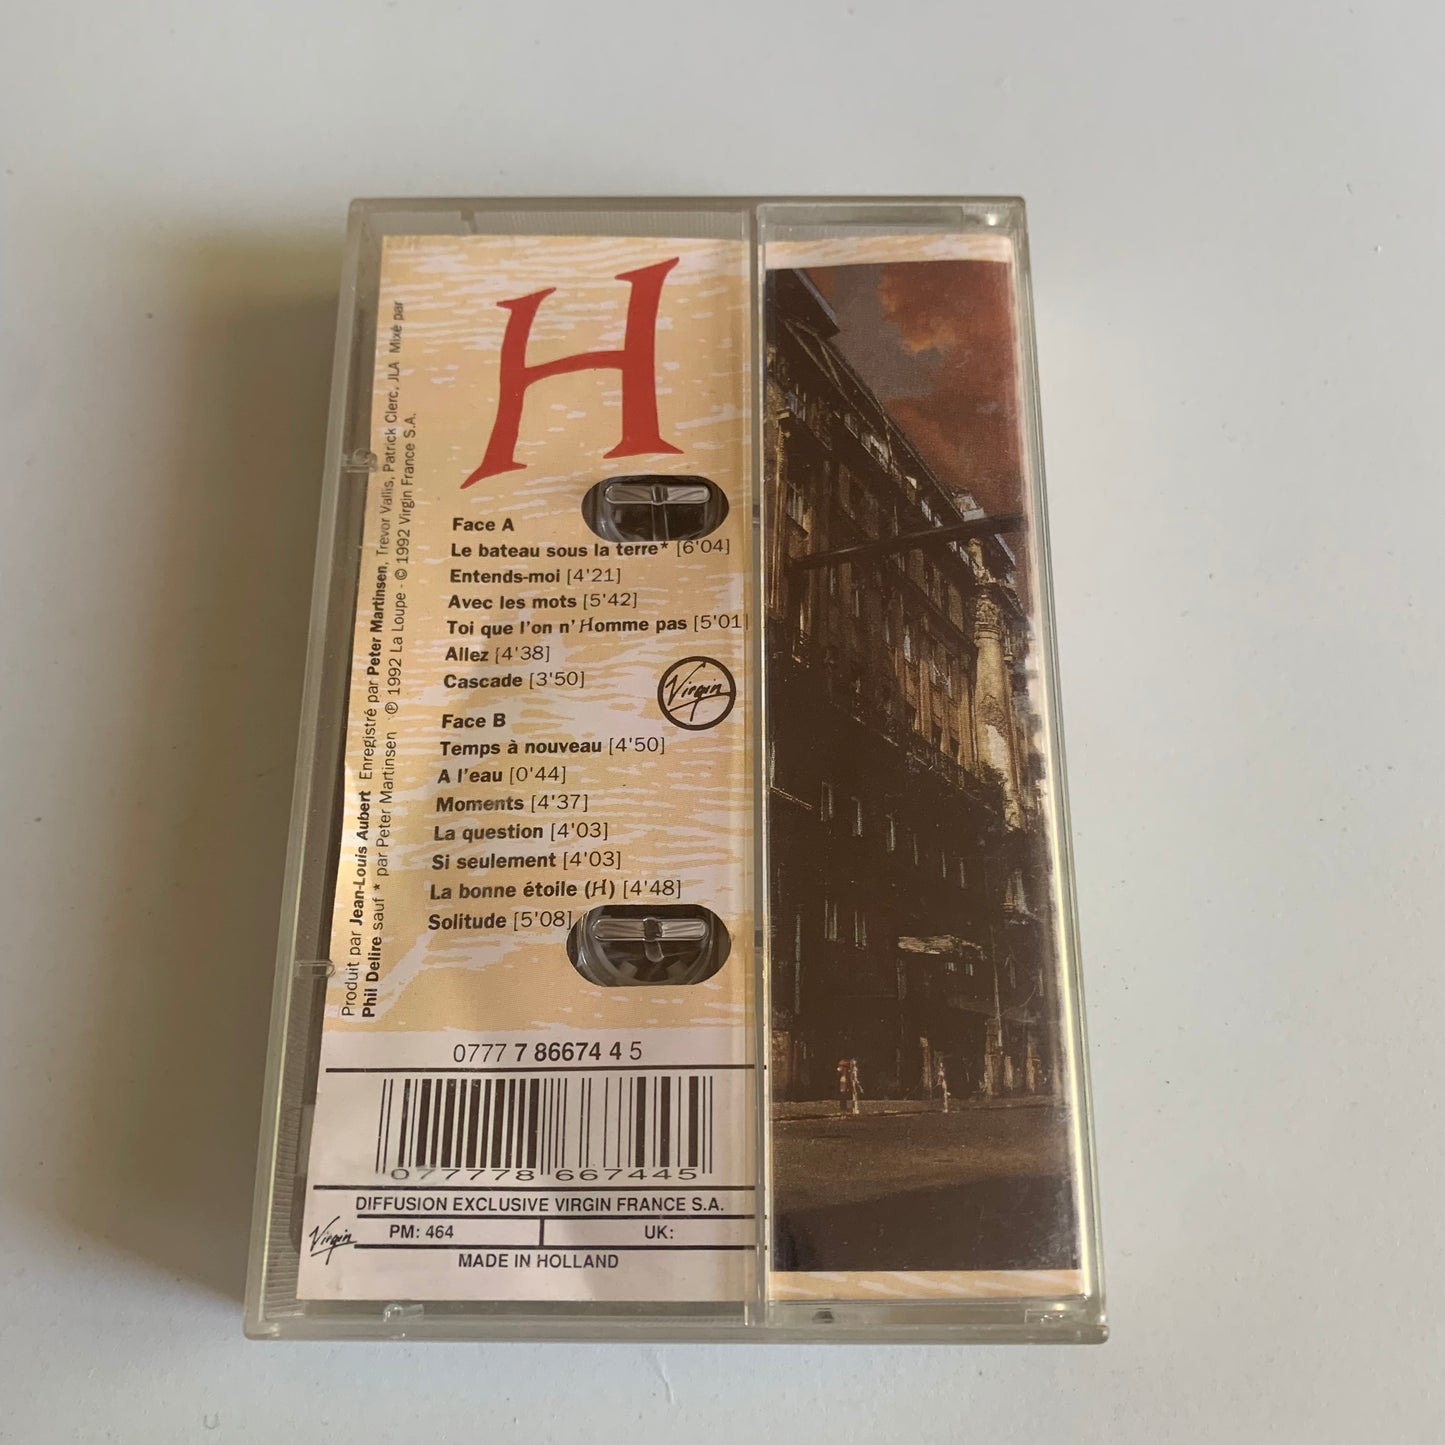 H
Face A
Le bateau sous la terre* [6'04]
Entends-moi [4'21]
Avec les mots [5'42]
Toi que l'on n'Homme pas [5'01]
Allez [4'38]
Cascade [3'50]
Virgin
Face B
Temps à nouveau [4'50]
A l'eau [0'44]
Moments [4'37]
La question [4'03]
Si seulement [4'03]
La bonne étoile (H) [4'48]
Solitude [5'08]
Produit par Jean-Louis Aubert Enregistré par Peter Martinsen, Trevor Vallis, Patrick Clerc, JLA Mixé par
Phil Delire sauf * par Peter Martinsen ℗ 1992 La Loupe - © 1992 Virgin France S.A.
0777 7 86674 4 5
077778 667445
DIFFUSION EXCLUSIVE VIRGIN FRANCE S.A.
Virgin
PM: 464 UK:
MADE IN HOLLAND